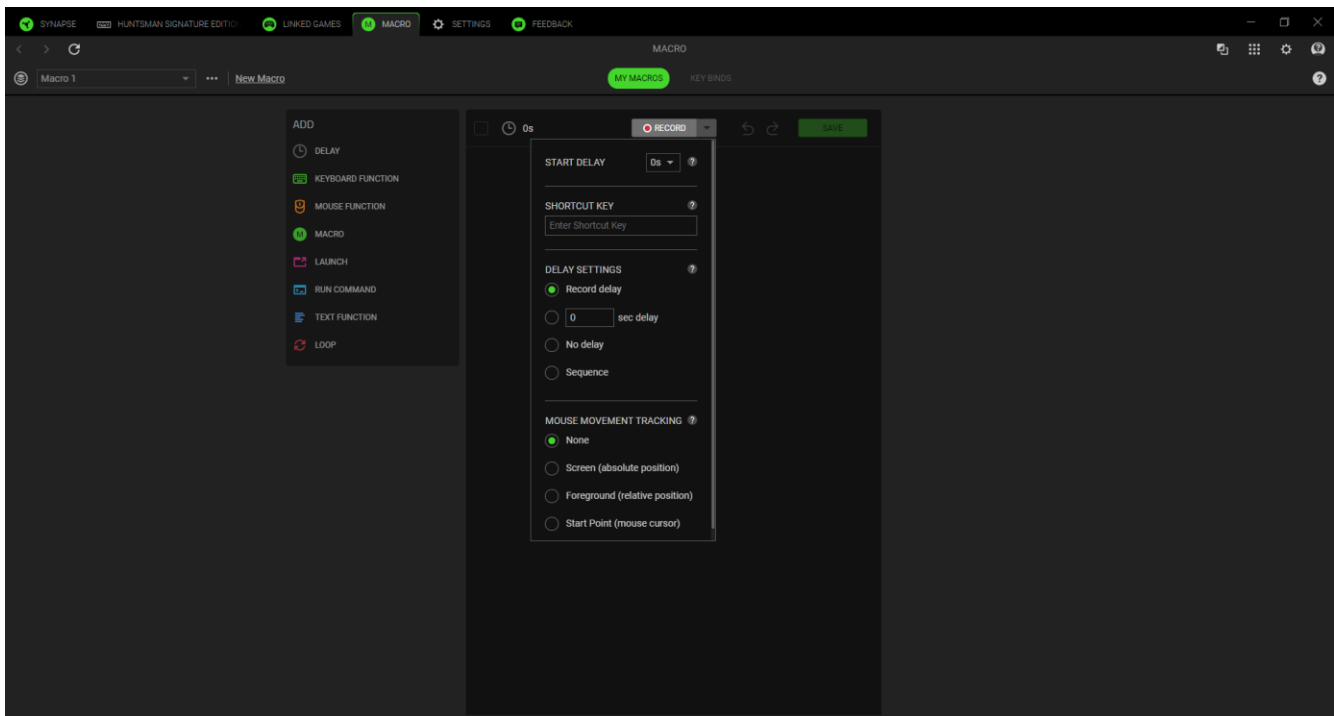 SYNAPSE HUNTSMAN SIGNATURE EDITIO LINKED GAMES M MACRO SETTINGS FEEDBACK
MACRO
Macro 1 ••• New Macro MY MACROS KEY BINDS ?
ADD
DELAY
KEYBOARD FUNCTION
MOUSE FUNCTION
M MACRO
LAUNCH
RUN COMMAND
TEXT FUNCTION
LOOP
0s RECORD SAVE
START DELAY 0s ?
SHORTCUT KEY ?
Enter Shortcut Key
DELAY SETTINGS ?
Record delay
0 sec delay
No delay
Sequence
MOUSE MOVEMENT TRACKING ?
None
Screen (absolute position)
Foreground (relative position)
Start Point (mouse cursor)